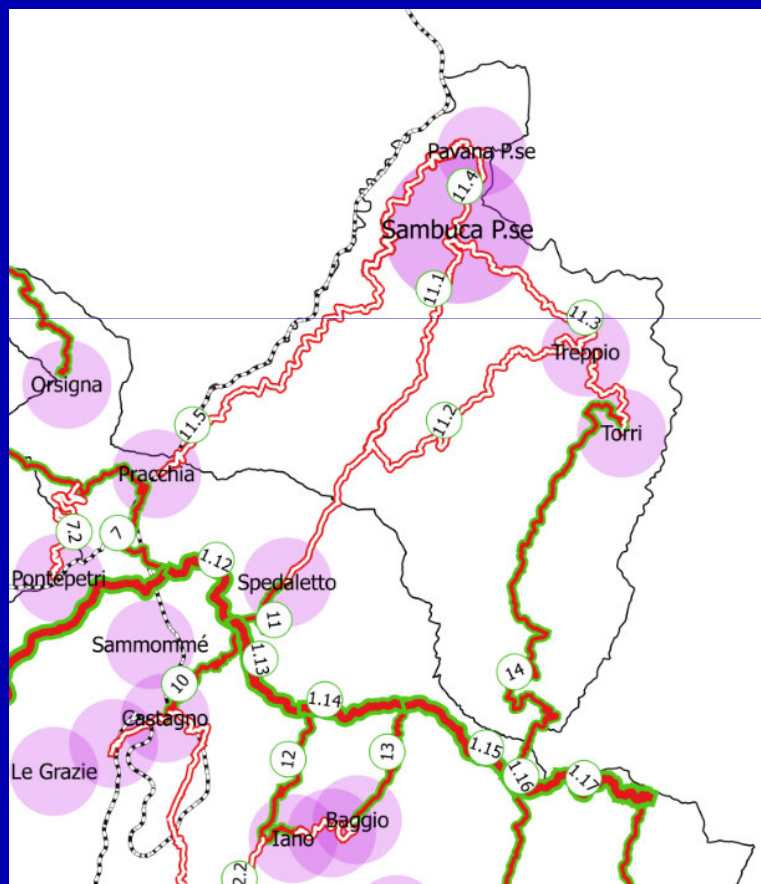 Pavana P.se
11.4
Sambuca P.se
11.1
11.3
Treppio
Orsigna
11.2
11.5
Torri
Pracchia
7.2
7
1.12
Pontepetri
Spedaletto
11
Sammommé
1.13
14
10
1.14
Castagno
1.15
12
13
Le Grazie
1.16
1.17
Baggio
Iano
2.2